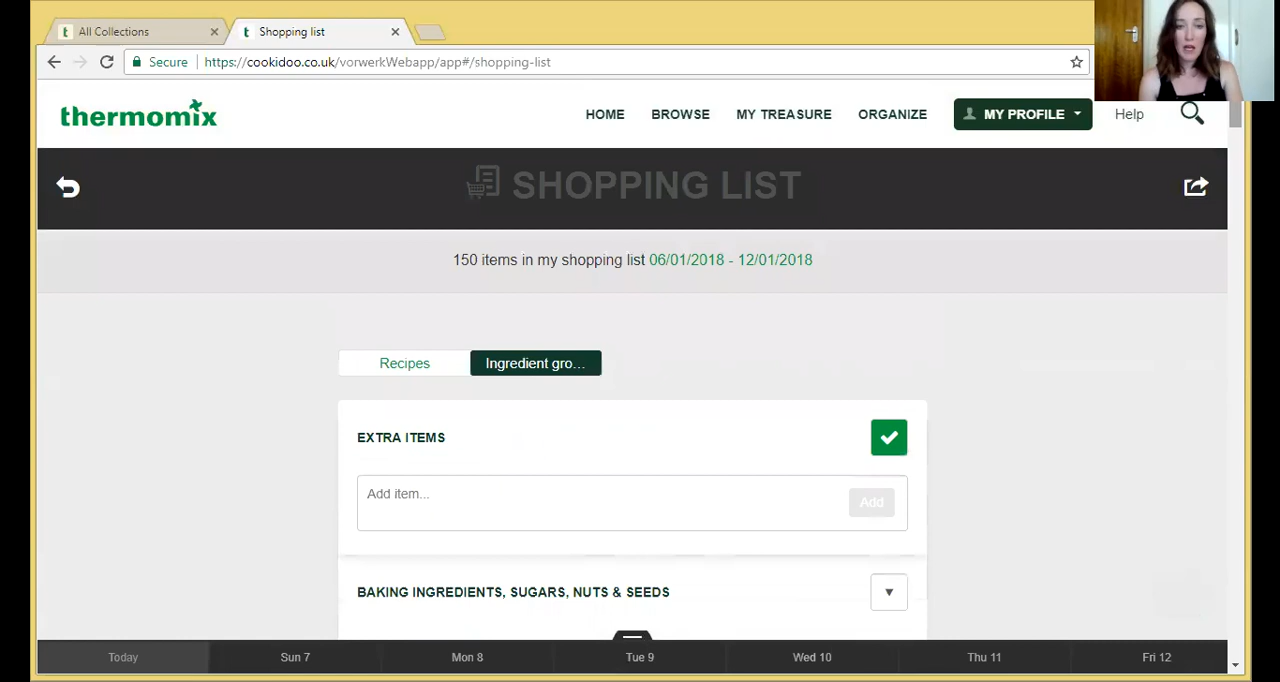 All Collections
Shopping list
Secure
https://cookidoo.co.uk/vorwerkWebapp/app#/shopping-list
thermomix
HOME
BROWSE
MY TREASURE
ORGANIZE
MY PROFILE
Help
SHOPPING LIST
150 items in my shopping list 06/01/2018 - 12/01/2018
Recipes
Ingredient gro...
EXTRA ITEMS
Add item...
Add
BAKING INGREDIENTS, SUGARS, NUTS & SEEDS
Today
Sun 7
Mon 8
Tue 9
Wed 10
Thu 11
Fri 12